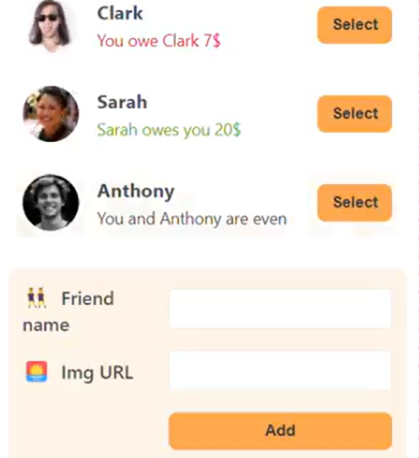 Clark
You owe Clark 7$
Select
Sarah
Sarah owes you 20$
Select
Anthony
You and Anthony are even
Select
Friend
name
Img URL
Add